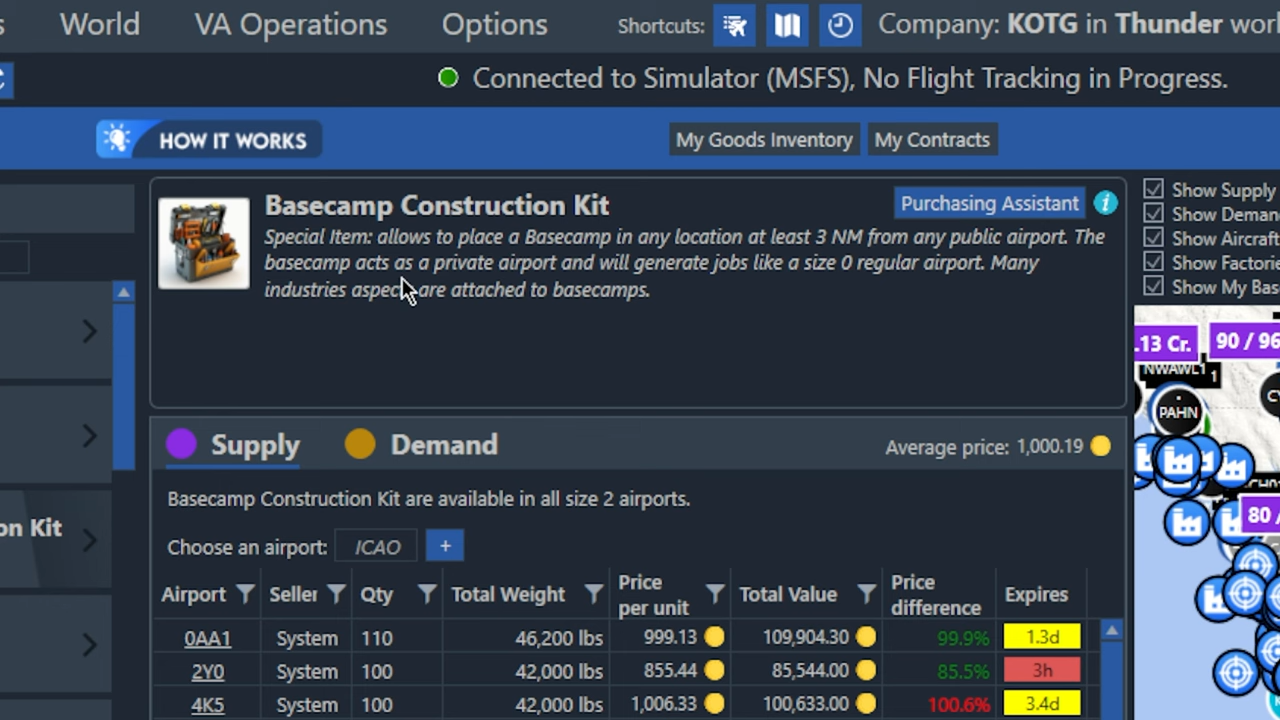 World VA Operations Options Shortcuts: Company: KOTG in Thunder worl
Connected to Simulator (MSFS), No Flight Tracking in Progress.
HOW IT WORKS My Goods Inventory My Contracts
Basecamp Construction Kit Purchasing Assistant
Special Item: allows to place a Basecamp in any location at least 3 NM from any public airport. The
basecamp acts as a private airport and will generate jobs like a size 0 regular airport. Many
industries aspec are attached to basecamps.
Show Supply
Show Deman
Show Aircraft
Show Factorie
Show My Bas
.13 Cr. 90 / 96
NWAWL1 1
PAHN
80 /
on Kit
Supply Demand Average price: 1,000.19
Basecamp Construction Kit are available in all size 2 airports.
Choose an airport: ICAO +
Airport Seller Qty Total Weight Price per unit Total Value Price difference Expires
0AA1 System 110 46,200 lbs 999.13 109,904.30 99.9% 1.3d
2Y0 System 100 42,000 lbs 855.44 85,544.00 85.5% 3h
4K5 System 100 42,000 lbs 1,006.33 100,633.00 100.6% 3.4d